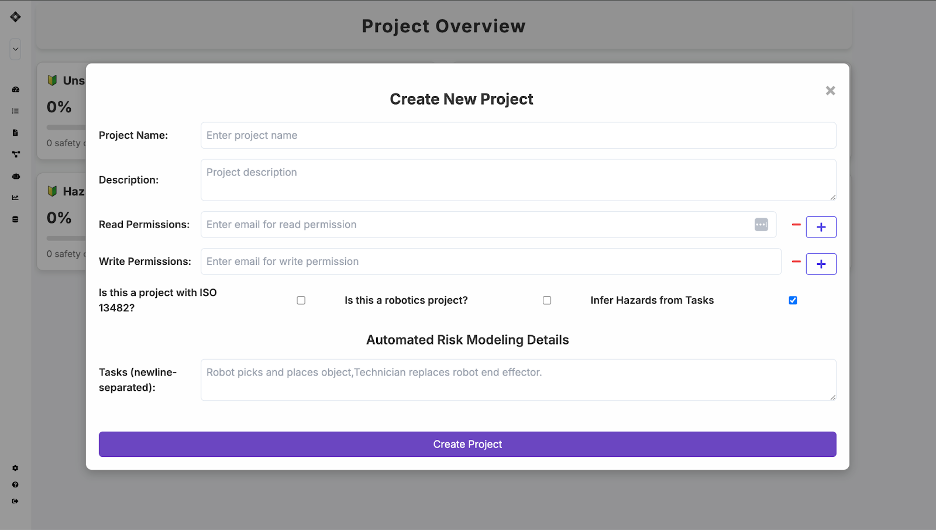 Project Overview
Uns
0%
0 safety
Haz
0%
0 safety
Create New Project
×
Project Name:
Enter project name
Description:
Project description
Read Permissions:
Enter email for read permission
Write Permissions:
Enter email for write permission
Is this a project with ISO
13482?
Is this a robotics project?
Infer Hazards from Tasks
Automated Risk Modeling Details
Tasks (newline-
separated):
Robot picks and places object,Technician replaces robot end effector.
Create Project